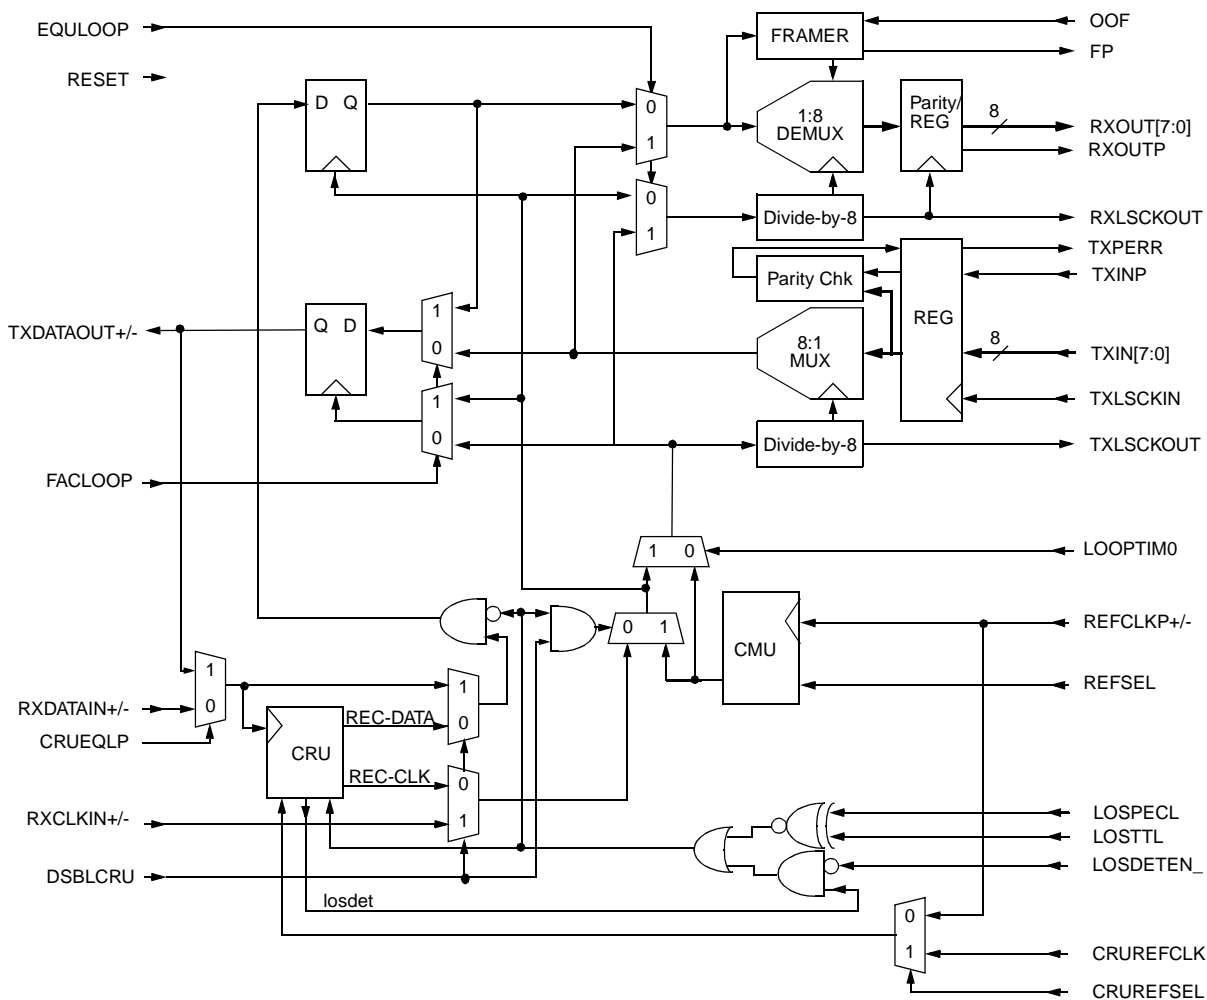 EQULOOP
RESET
FRAMER
OOF
FP
D Q
0
1
1:8
DEMUX
Parity/
REG
8
RXOUT[7:0]
RXOUTP
0
1
Divide-by-8
RXLSCKOUT
TXPERR
Parity Chk
TXINP
TXDATAOUT+/-
Q D
1
0
8:1
MUX
REG
8
TXIN[7:0]
1
0
TXLSCKIN
Divide-by-8
TXLSCKOUT
FACLOOP
1 0
LOOPTIM0
0 1
CMU
REFCLKP+/-
REFSEL
1
0
RXDATAIN+/-
CRUEQLP
CRU
REC-DATA
1
0
REC-CLK
0
1
RXCLKIN+/-
DSBLCRU
losdet
LOSPECL
LOSTTL
LOSDETEN_
0
1
CRUREFCLK
CRUREFSEL